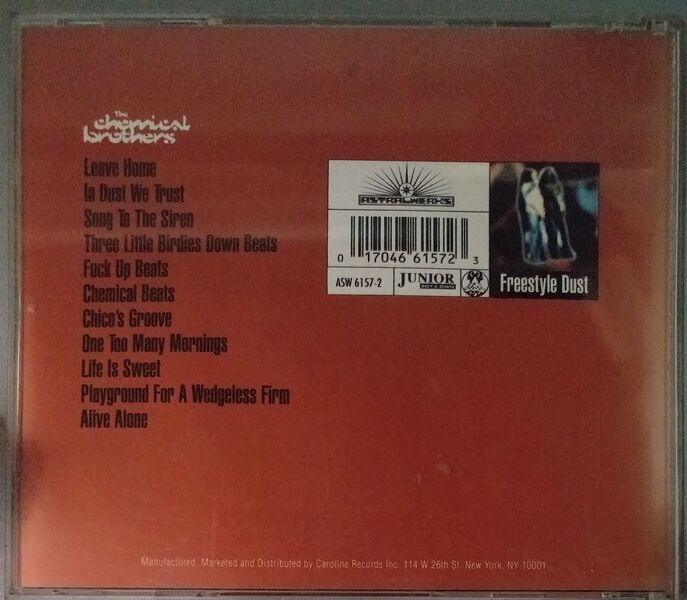 The
chemical
brothers
Leave Home
In Dust We Trust
Song To The Siren
Three Little Birdies Down Beats
Fuck Up Beats
Chemical Beats
Chico's Groove
One Too Many Mornings
Life Is Sweet
Playground For A Wedgeless Firm
Alive Alone
ASTRALWERKS
0 17046 61572 3
ASW 6157-2
JUNIOR
BOY'S OWN
Freestyle Dust
Manufactured, Marketed and Distributed by Caroline Records Inc. 114 W 26th St. New York, NY 10001